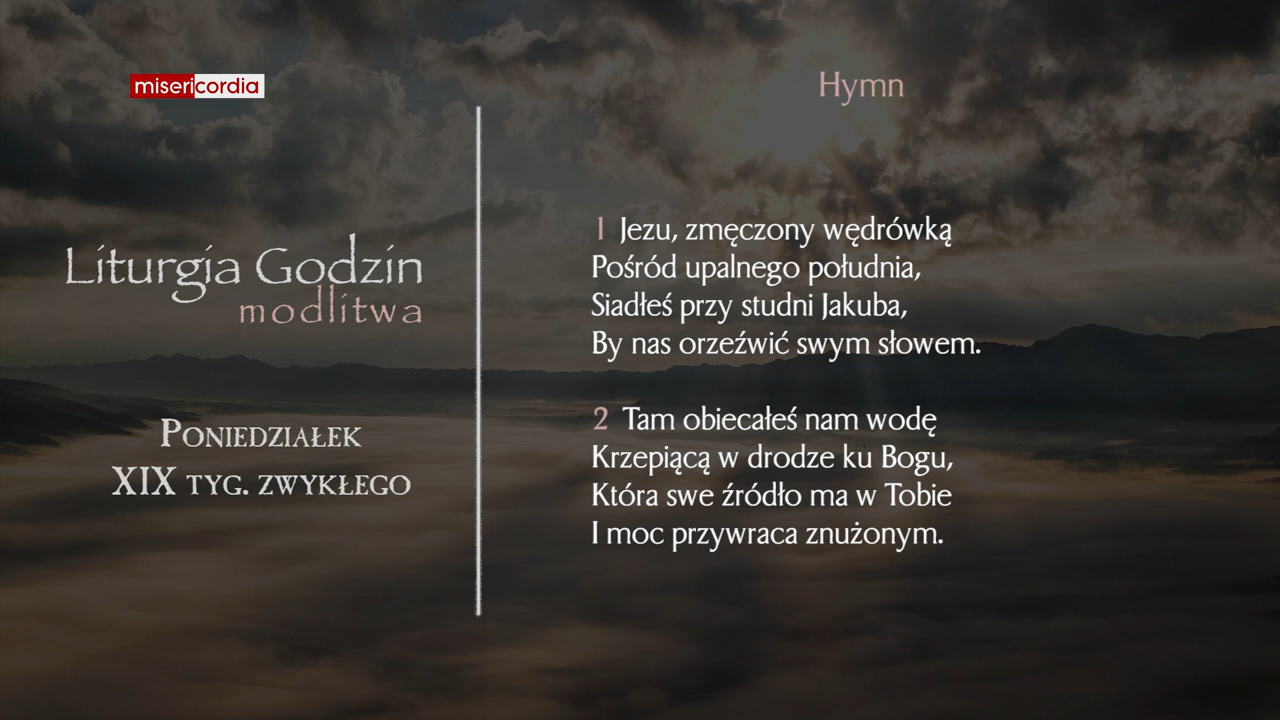 misericordia
Liturgia Godzin
modlitwa
Poniedziałek
XIX tyg. zwykłego
Hymn
1 Jezu, zmęczony wędrówką
Pośród upalnego południa,
Siadłeś przy studni Jakuba,
By nas orzeźwić swym słowem.
2 Tam obiecałeś nam wodę
Krzepiącą w drodze ku Bogu,
Która swe źródło ma w Tobie
I moc przywraca znużonym.